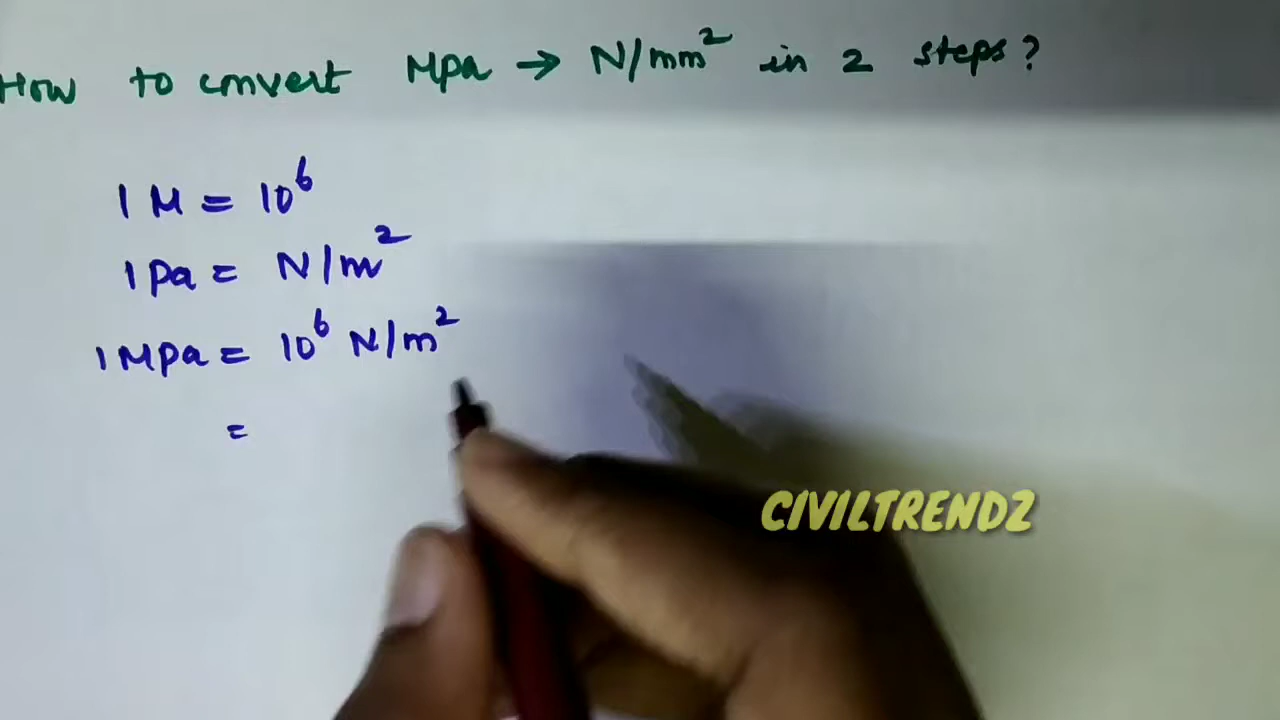 How to convert Mpa → N/mm² in 2 steps?
1 M = 10⁶
1 Pa = N/m²
1 Mpa = 10⁶ N/m²
=
CIVILTRENDZ